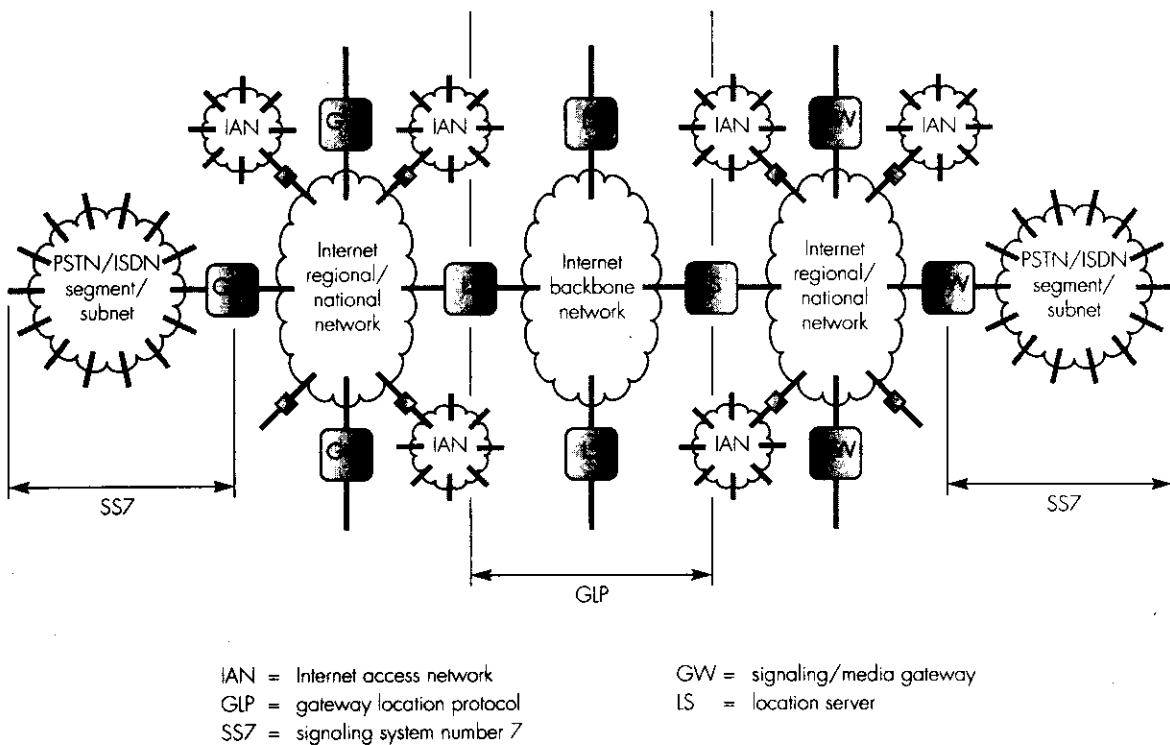 IAN
G
IAN
IAN
W
IAN
PSTN/ISDN
segment/
subnet
G
Internet
regional/
national
network
L
Internet
backbone
network
S
Internet
regional/
national
network
W
PSTN/ISDN
segment/
subnet
G
IAN
LS
IAN
W
SS7
SS7
GLP
IAN = Internet access network
GLP = gateway location protocol
SS7 = signaling system number 7
GW = signaling/media gateway
LS = location server